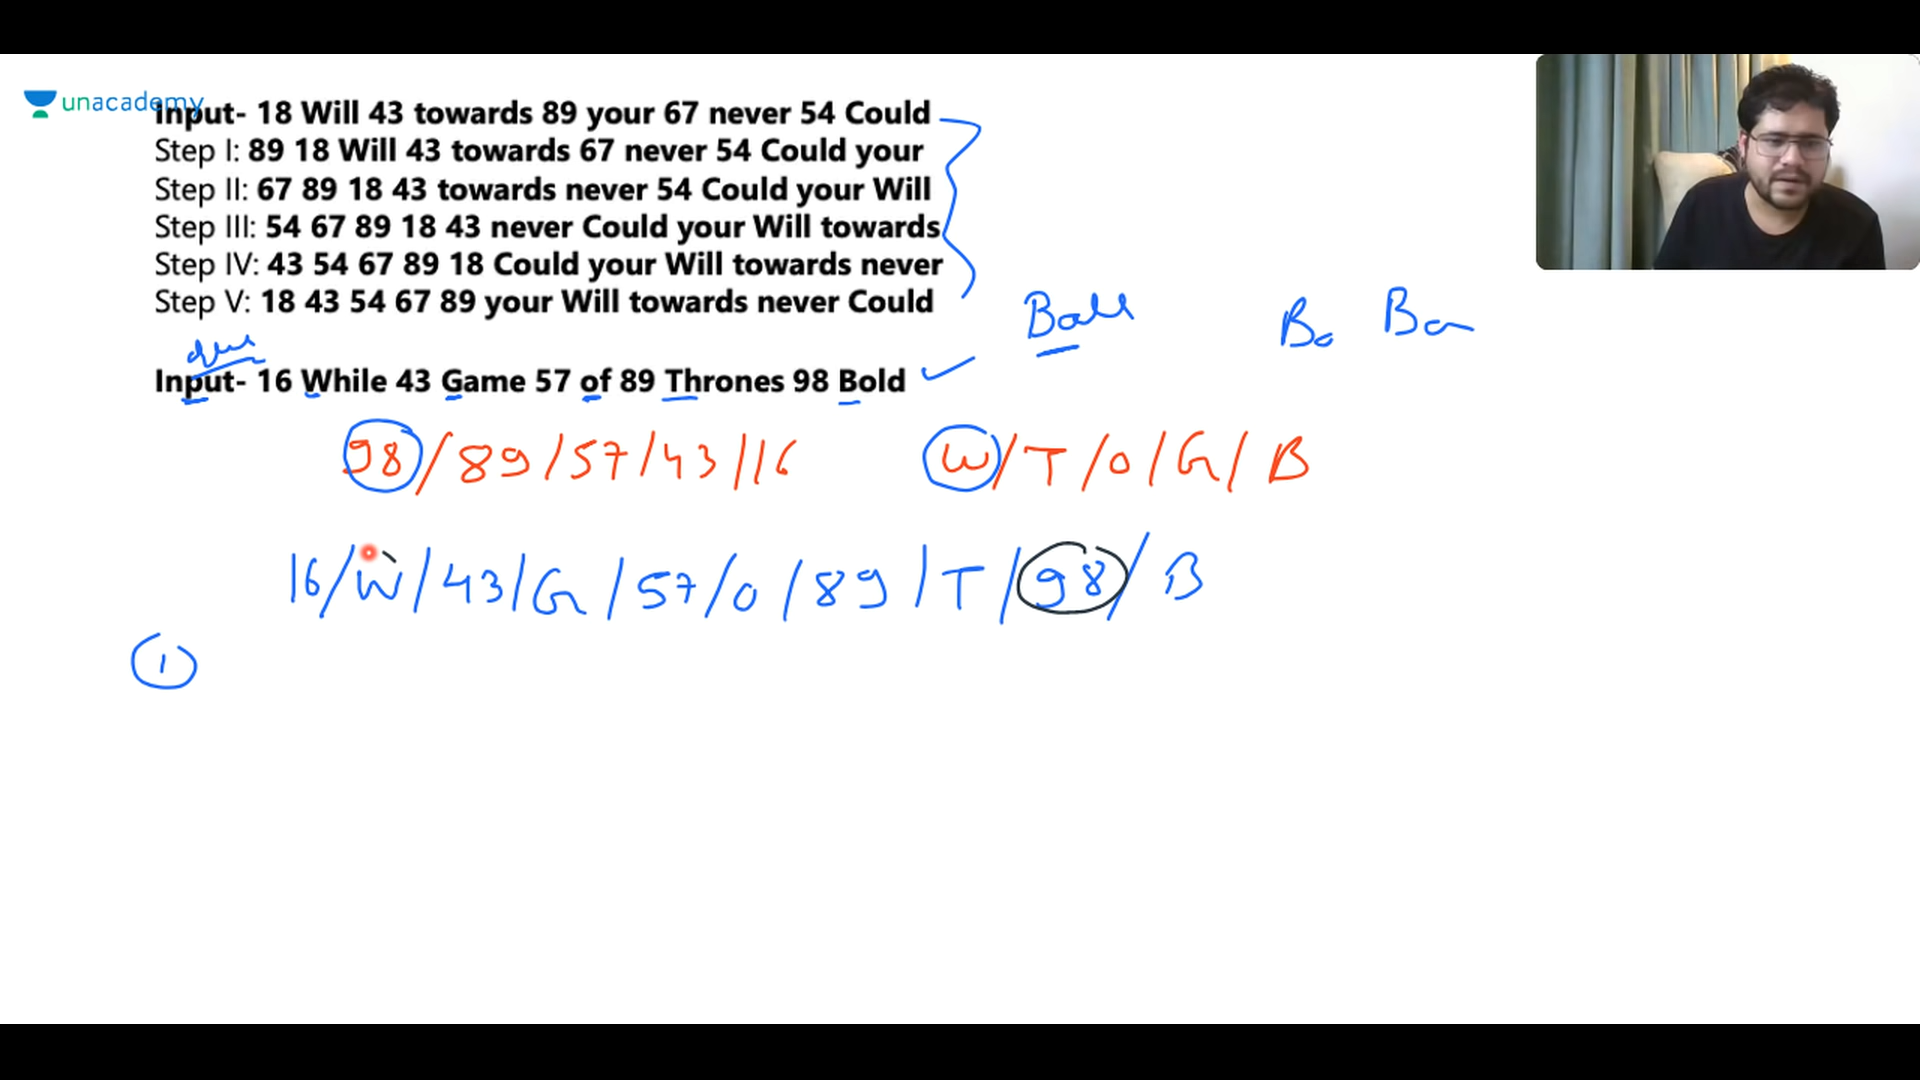 unacademy
Input- 18 Will 43 towards 89 your 67 never 54 Could
Step I: 89 18 Will 43 towards 67 never 54 Could your
Step II: 67 89 18 43 towards never 54 Could your Will
Step III: 54 67 89 18 43 never Could your Will towards
Step IV: 43 54 67 89 18 Could your Will towards never
Step V: 18 43 54 67 89 your Will towards never Could
Ball
Input- 16 While 43 Game 57 of 89 Thrones 98 Bold
98/89/57/43/16 W/T/O/G/B
16/W/43/G/57/O/89/T/98/B
1